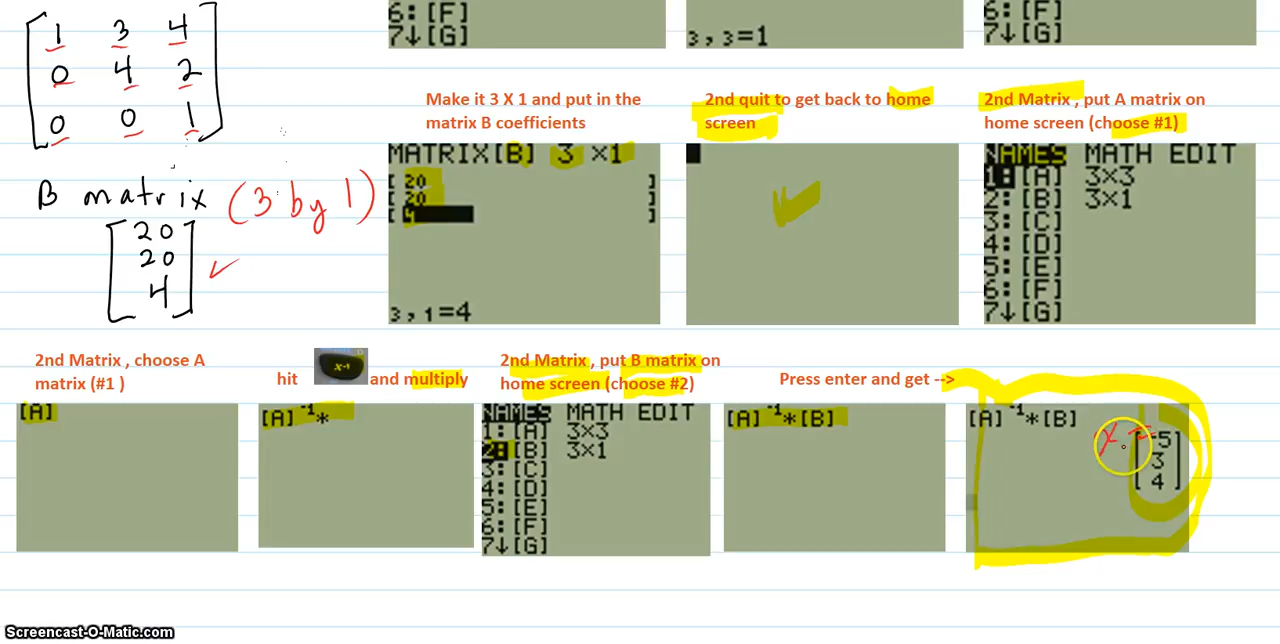 1 3 4
0 4 2
0 0 1
B matrix (3 by 1)
20
20
4
6: [F]
7↓[G]
3,3=1
6: [F]
7↓[G]
Make it 3 X 1 and put in the
matrix B coefficients
MATRIX[B] 3 ×1
[20 ]
[20 ]
[4 ]
3,1=4
2nd quit to get back to home
screen
2nd Matrix , put A matrix on
home screen (choose #1)
NAMES MATH EDIT
1:[A] 3×3
2:[B] 3×1
3:[C]
4:[D]
5:[E]
6:[F]
7↓[G]
2nd Matrix , choose A
matrix (#1 )
[A]
hit x-1 and multiply
[A]-1*
2nd Matrix , put B matrix on
home screen (choose #2)
NAMES MATH EDIT
1:[A] 3×3
2:[B] 3×1
3:[C]
4:[D]
5:[E]
6:[F]
7↓[G]
[A]-1*[B]
Press enter and get -->
[A]-1*[B]
x =
[-5]
3
[4]
Screencast-O-Matic.com